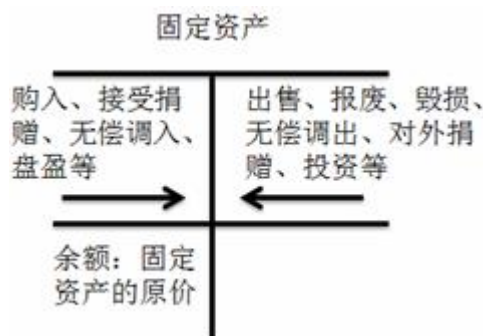 固定资产
购入、接受捐
赠、无偿调入、
盘盈等
出售、报废、毁损、
无偿调出、对外捐
赠、投资等
余额：固定
资产的原价